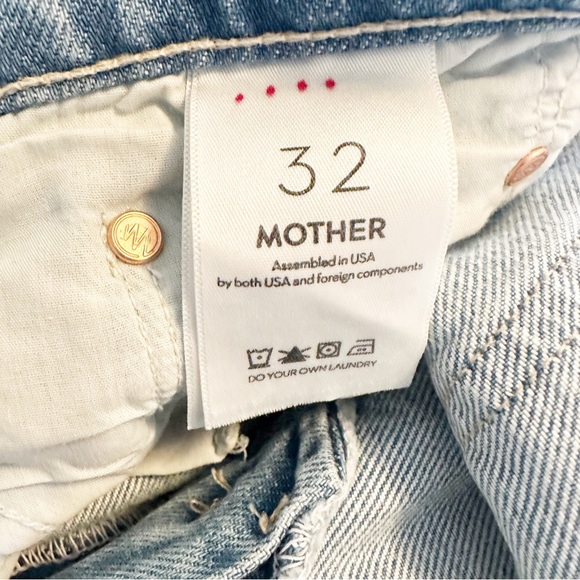 32
MOTHER
Assembled in USA
by both USA and foreign components
DO YOUR OWN LAUNDRY